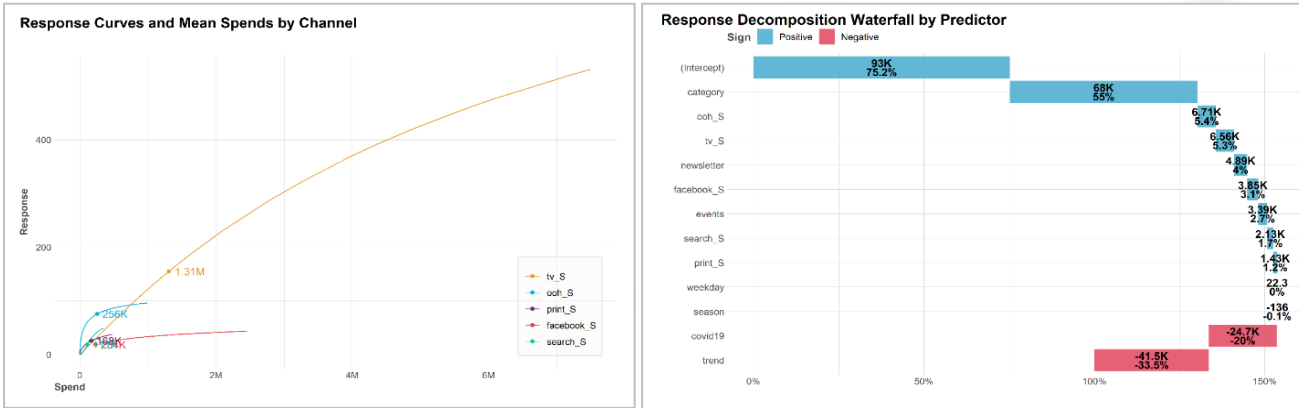 Response Curves and Mean Spends by Channel
400
200
0
Response
1.31M
256K
168K
tv_S
ooh_S
print_S
facebook_S
search_S
0
2M
4M
6M
Spend
Response Decomposition Waterfall by Predictor
Sign Positive Negative
(Intercept)
93K
75.2%
category
68K
55%
ooh_S
6.71K
5.4%
tv_S
6.56K
5.3%
newsletter
4.89K
4%
facebook_S
3.85K
3.1%
events
3.39K
2.7%
search_S
2.13K
1.7%
print_S
1.43K
1.2%
weekday
22.3
0%
season
-136
-0.1%
covid19
-24.7K
-20%
trend
-41.5K
-33.5%
0%
50%
100%
150%